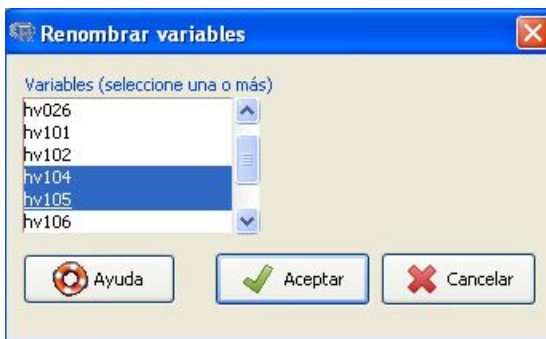 Renombrar variables
Variables (seleccione una o más)
hv026
hv101
hv102
hv104
hv105
hv106
Ayuda
Aceptar
Cancelar